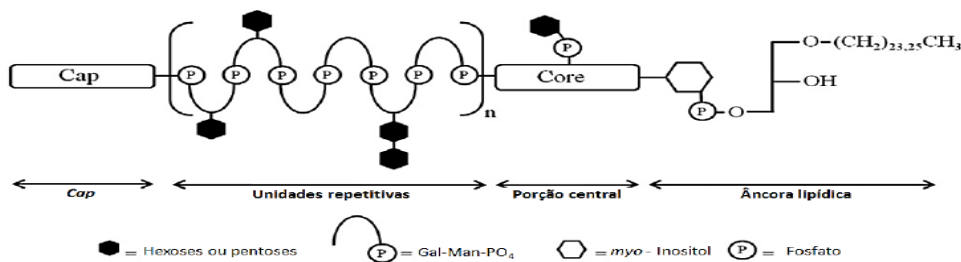 O–(CH₂)₂₃,₂₅CH₃
Cap
P P P P P P P
n
P
Core
OH
P–O
Cap
Unidades repetitivas
Porção central
Âncora lipídica
= Hexoses ou pentoses
P = Gal-Man-PO₄
= myo - Inositol
P = Fosfato